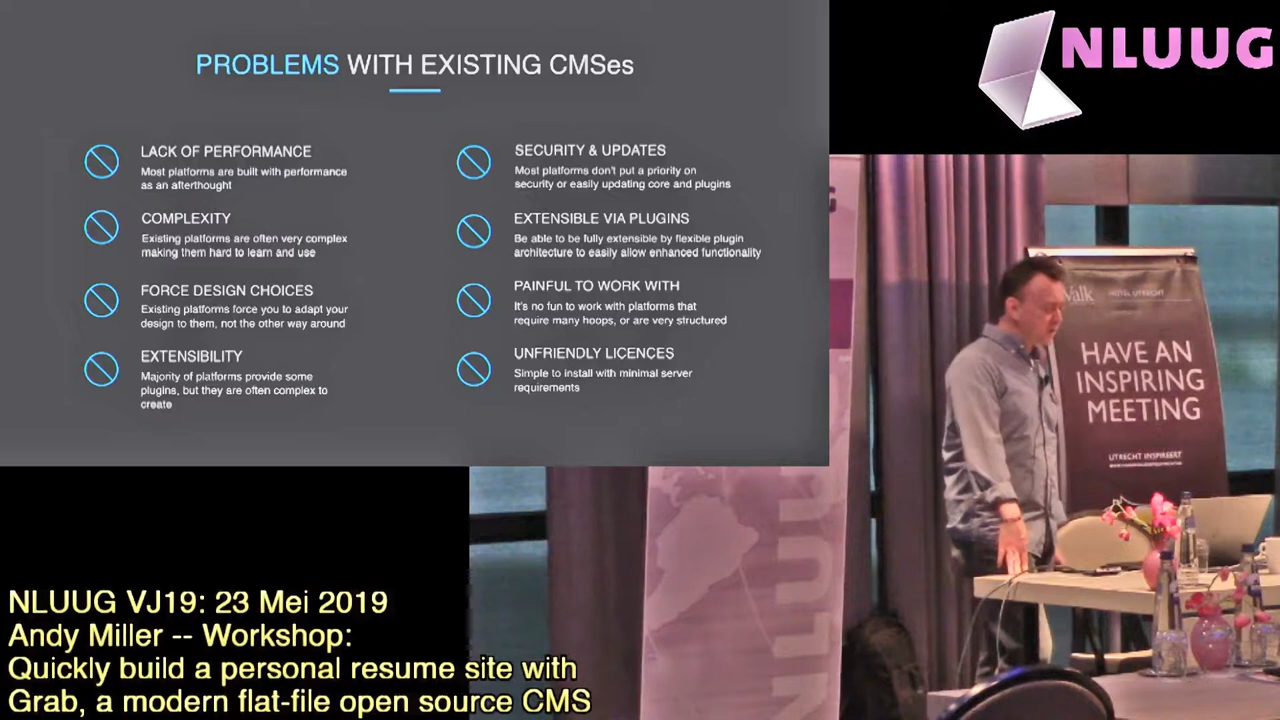 PROBLEMS WITH EXISTING CMSes
LACK OF PERFORMANCE
Most platforms are built with performance
as an afterthought
COMPLEXITY
Existing platforms are often very complex
making them hard to learn and use
FORCE DESIGN CHOICES
Existing platforms force you to adapt your
design to them, not the other way around
EXTENSIBILITY
Majority of platforms provide some
plugins, but they are often complex to
create
SECURITY & UPDATES
Most platforms don't put a priority on
security or easily updating core and plugins
EXTENSIBLE VIA PLUGINS
Be able to be fully extensible by flexible plugin
architecture to easily allow enhanced functionality
PAINFUL TO WORK WITH
It's no fun to work with platforms that
require many hoops, or are very structured
UNFRIENDLY LICENCES
Simple to install with minimal server
requirements
NLUUG
Valk
HOTEL UTRECHT
HAVE AN
INSPIRING
MEETING
UTRECHT INSPIREERT
NLUUG VJ19: 23 Mei 2019
Andy Miller -- Workshop:
Quickly build a personal resume site with
Grab, a modern flat-file open source CMS